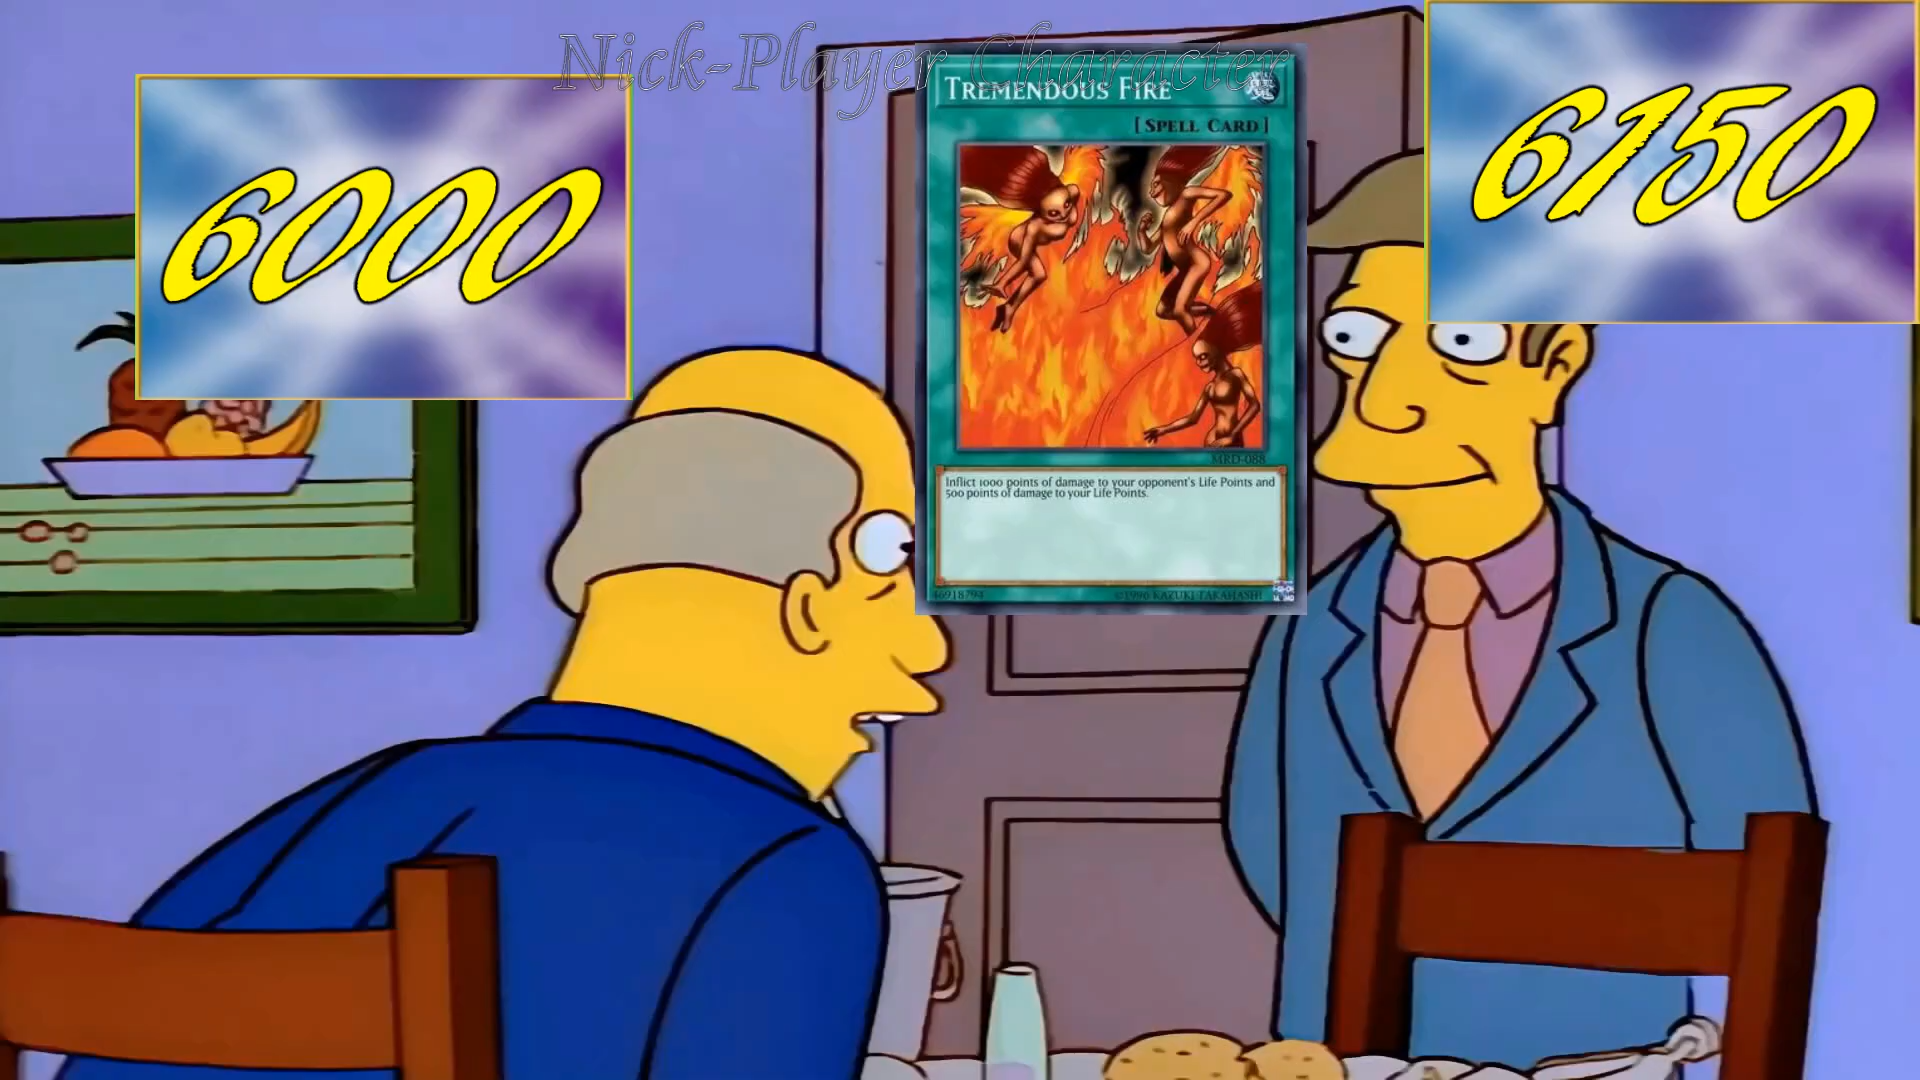 Nick-Player Character
6000
6150
TREMENDOUS FIRE
[SPELL CARD]
MRD-088
Inflict 1000 points of damage to your opponent's Life Points and
500 points of damage to your Life Points.
46918794
©1996 KAZUKI TAKAHASHI